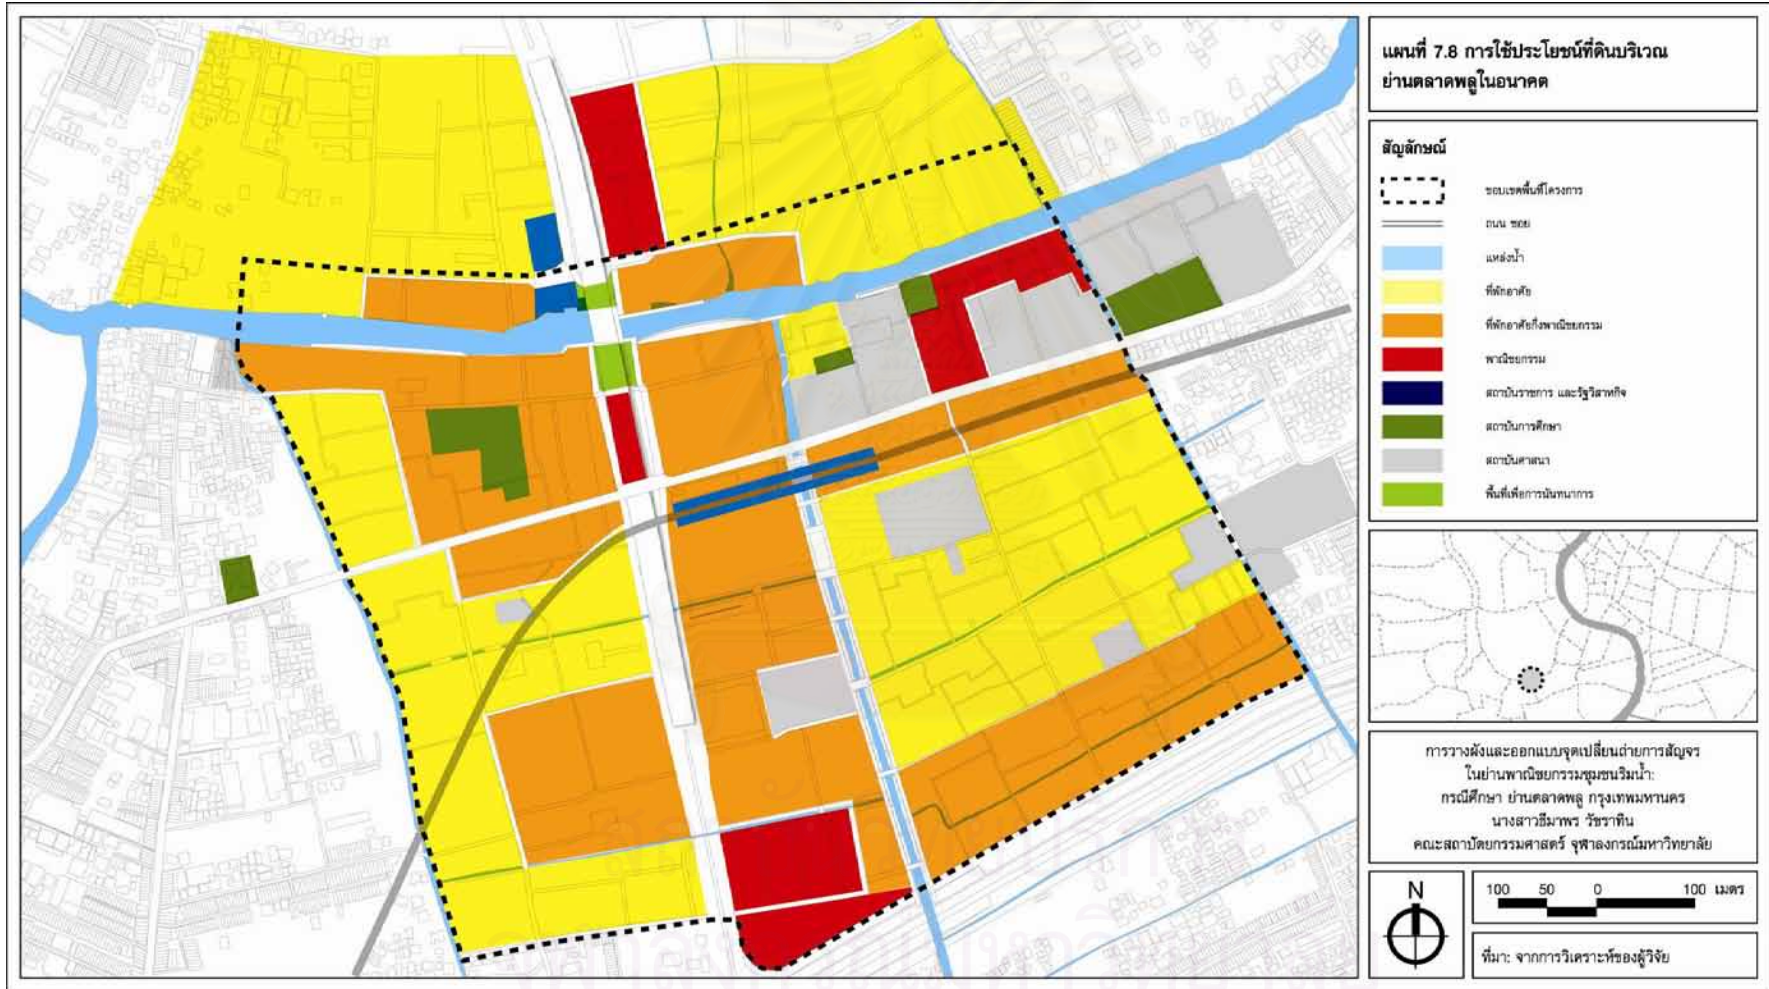 แผนที่ 7.8 การใช้ประโยชน์ที่ดินบริเวณ
ย่านตลาดพลูในอนาคต
สัญลักษณ์
ขอบเขตพื้นที่โครงการ
ถนน ซอย
แหล่งน้ำ
ที่พักอาศัย
ที่พักอาศัยกึ่งพาณิชยกรรม
พาณิชยกรรม
สถาบันราชการ และรัฐวิสาหกิจ
สถาบันการศึกษา
สถาบันศาสนา
พื้นที่เพื่อการนันทนาการ
การวางผังและออกแบบจุดเปลี่ยนถ่ายการสัญจร
ในย่านพาณิชยกรรมชุมชนริมน้ำ:
กรณีศึกษา ย่านตลาดพลู กรุงเทพมหานคร
นางสาวธีมาพร วัชราทิน
คณะสถาปัตยกรรมศาสตร์ จุฬาลงกรณ์มหาวิทยาลัย
N
100 50 0 100 เมตร
ที่มา: จากการวิเคราะห์ของผู้วิจัย
จุฬาลงกรณ์มหาวิทยาลัย